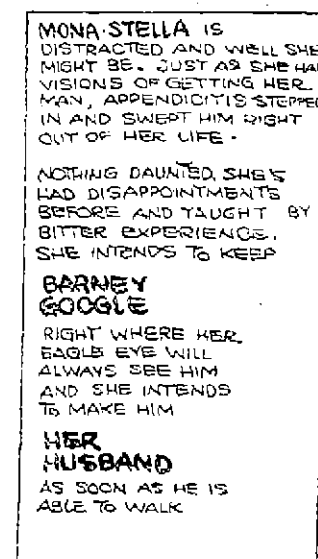 MONA STELLA IS
DISTRACTED AND WELL SHE
MIGHT BE. JUST AS SHE HAD
VISIONS OF GETTING HER
MAN, APPENDICITIS STEPPED
IN AND SWEPT HIM RIGHT
OUT OF HER LIFE.
NOTHING DAUNTED, SHE'S
HAD DISAPPOINTMENTS
BEFORE AND TAUGHT BY
BITTER EXPERIENCE,
SHE INTENDS TO KEEP
BARNEY
GOOGLE
RIGHT WHERE HER
EAGLE EYE WILL
ALWAYS SEE HIM
AND SHE INTENDS
TO MAKE HIM
HER
HUSBAND
AS SOON AS HE IS
ABLE TO WALK